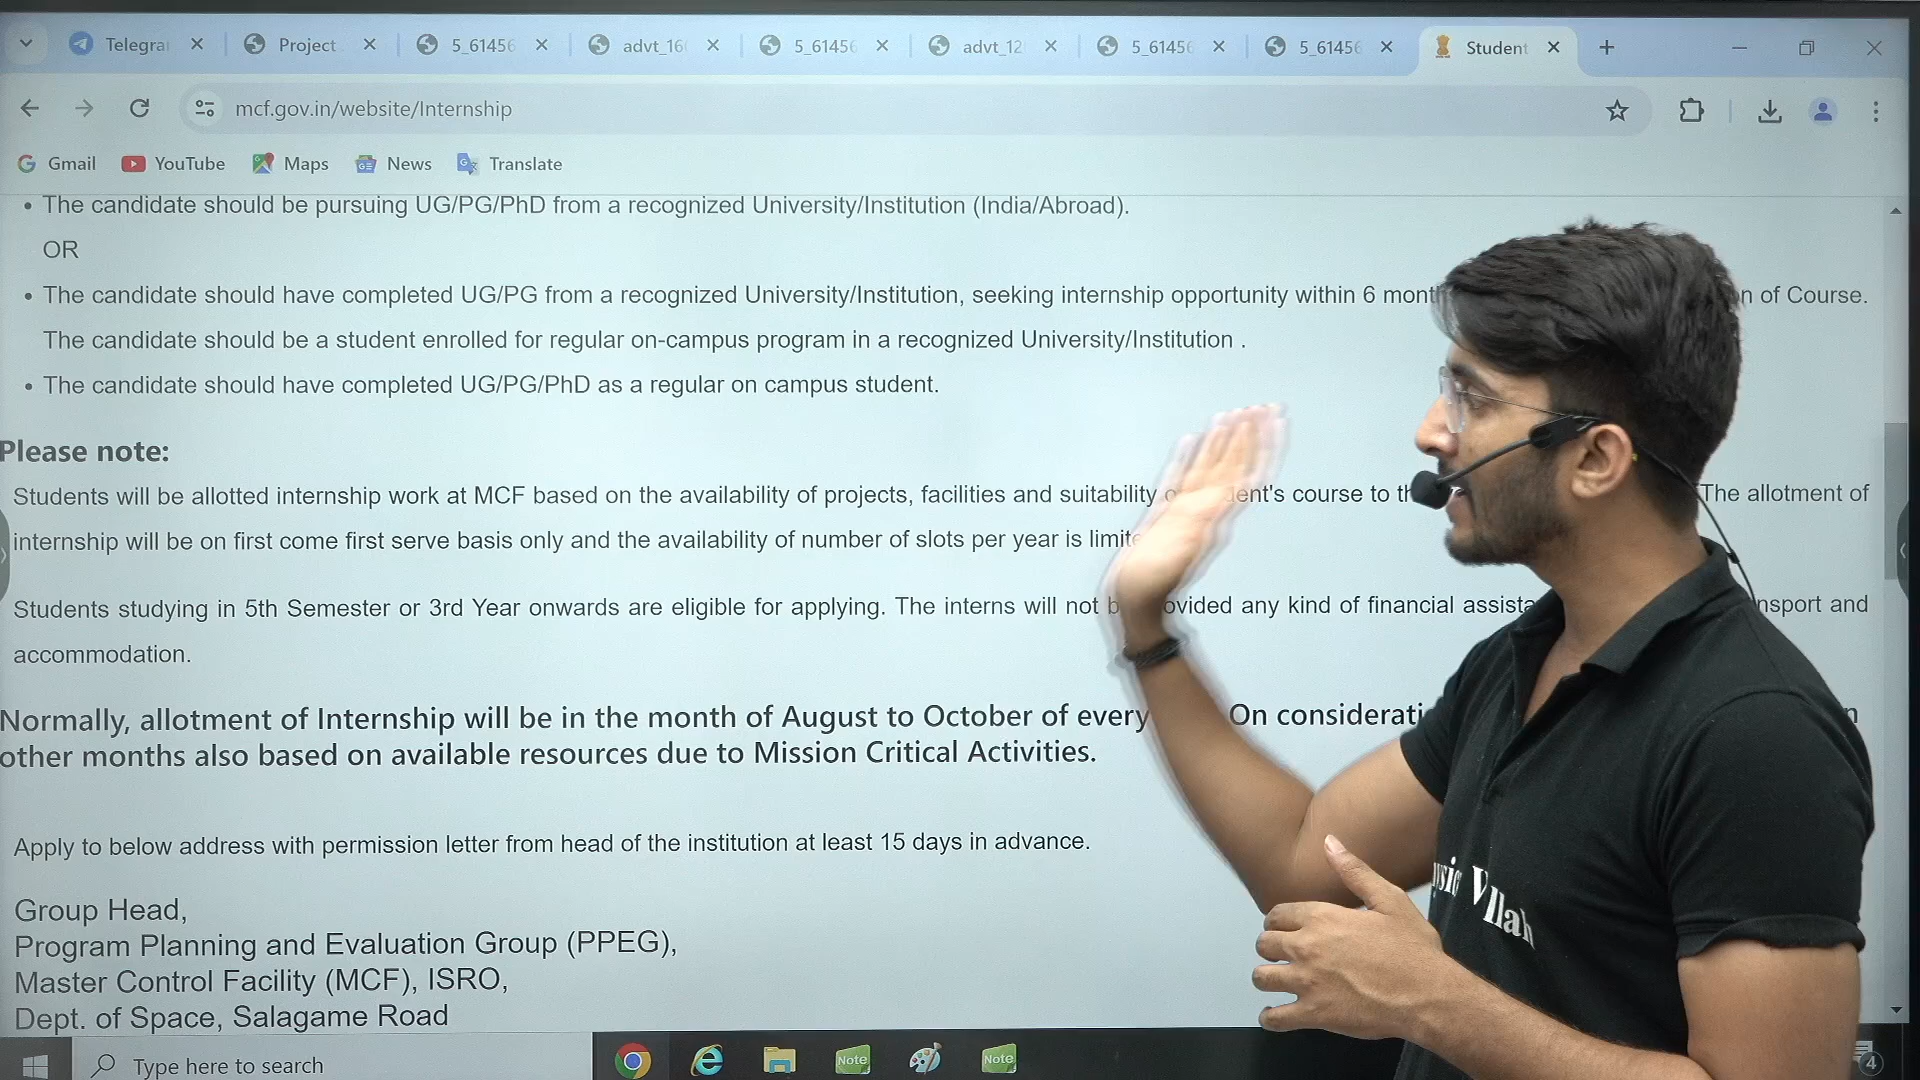 Telegra
Project
5_61456
advt_16
5_61456
advt_12
5_61456
5_61456
Student
mcf.gov.in/website/Internship
Gmail
YouTube
Maps
News
Translate
• The candidate should be pursuing UG/PG/PhD from a recognized University/Institution (India/Abroad).
OR
• The candidate should have completed UG/PG from a recognized University/Institution, seeking internship opportunity within 6 of Course.
The candidate should be a student enrolled for regular on-campus program in a recognized University/Institution .
• The candidate should have completed UG/PG/PhD as a regular on campus student.
Please note:
Students will be allotted internship work at MCF based on the availability of projects, facilities and suitability course to The allotment of
internship will be on first come first serve basis only and the availability of number of slots per year is
Students studying in 5th Semester or 3rd Year onwards are eligible for applying. The interns will not any kind of financial and
accommodation.
Normally, allotment of Internship will be in the month of August to October of every On
other months also based on available resources due to Mission Critical Activities.
Apply to below address with permission letter from head of the institution at least 15 days in advance.
Group Head,
Program Planning and Evaluation Group (PPEG),
Master Control Facility (MCF), ISRO,
Dept. of Space, Salagame Road
Type here to search
Note
Note
4